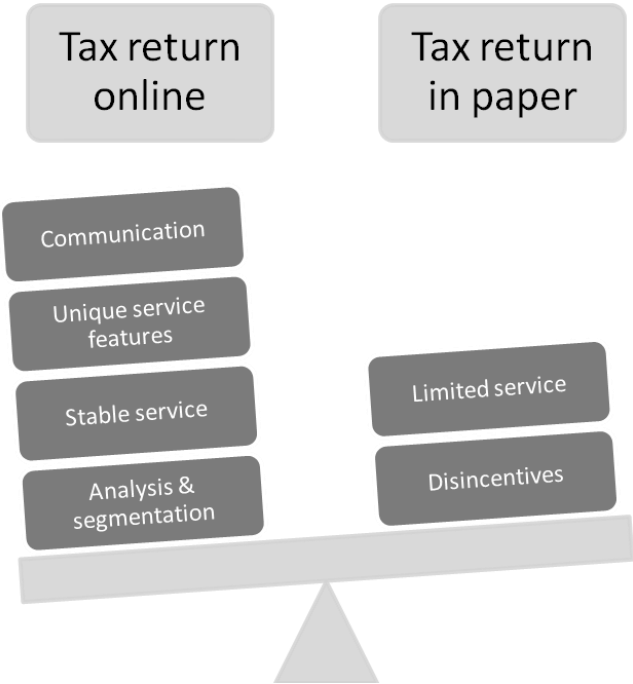 Tax return
online
Tax return
in paper
Communication
Unique service
features
Stable service
Analysis &
segmentation
Limited service
Disincentives